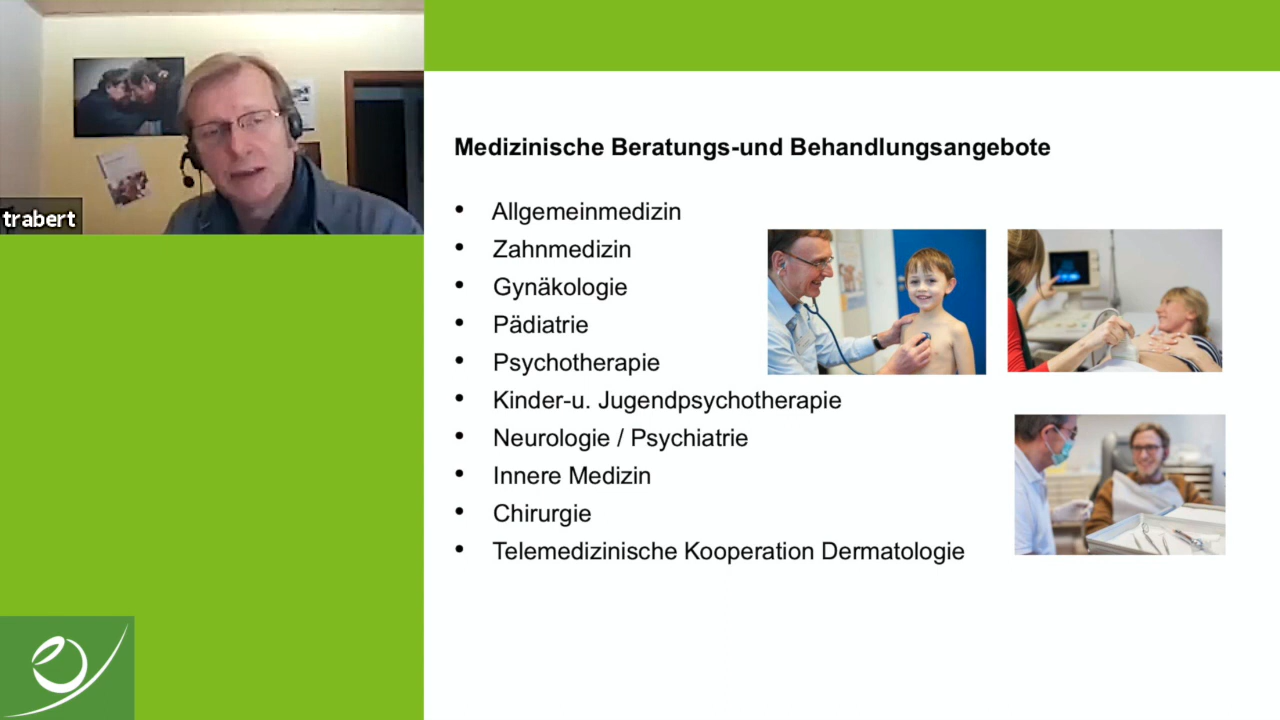 trabert
Medizinische Beratungs-und Behandlungsangebote
• Allgemeinmedizin
• Zahnmedizin
• Gynäkologie
• Pädiatrie
• Psychotherapie
• Kinder-u. Jugendpsychotherapie
• Neurologie / Psychiatrie
• Innere Medizin
• Chirurgie
• Telemedizinische Kooperation Dermatologie